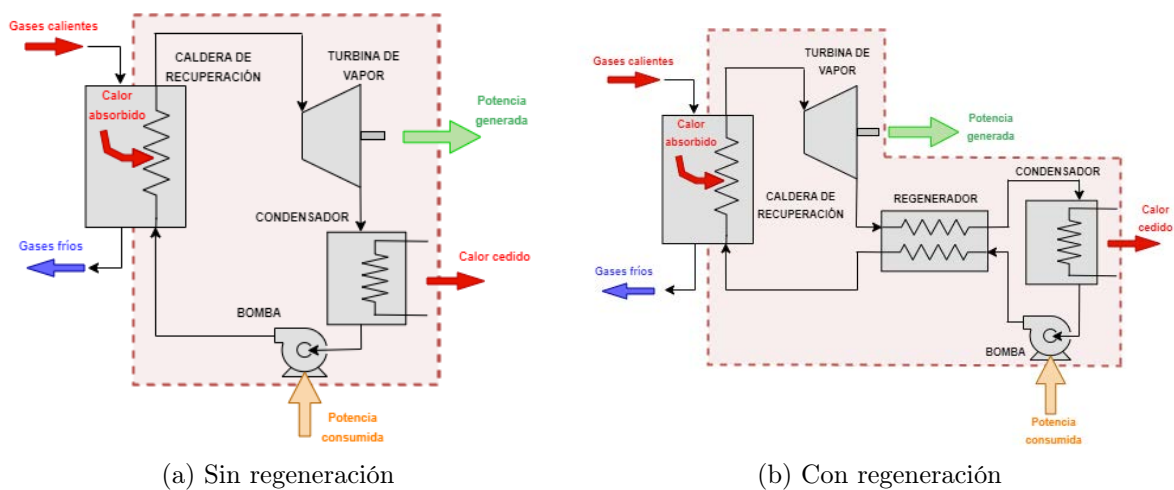 Gases calientes
CALDERA DE
RECUPERACIÓN
TURBINA DE
VAPOR
Calor
absorbido
Potencia
generada
CONDENSADOR
Gases fríos
Calor cedido
BOMBA
Potencia
consumida
(a) Sin regeneración
Gases calientes
TURBINA DE
VAPOR
Calor
absorbido
Potencia
generada
CONDENSADOR
CALDERA DE
RECUPERACIÓN
REGENERADOR
Calor
cedido
Gases fríos
BOMBA
Potencia
consumida
(b) Con regeneración